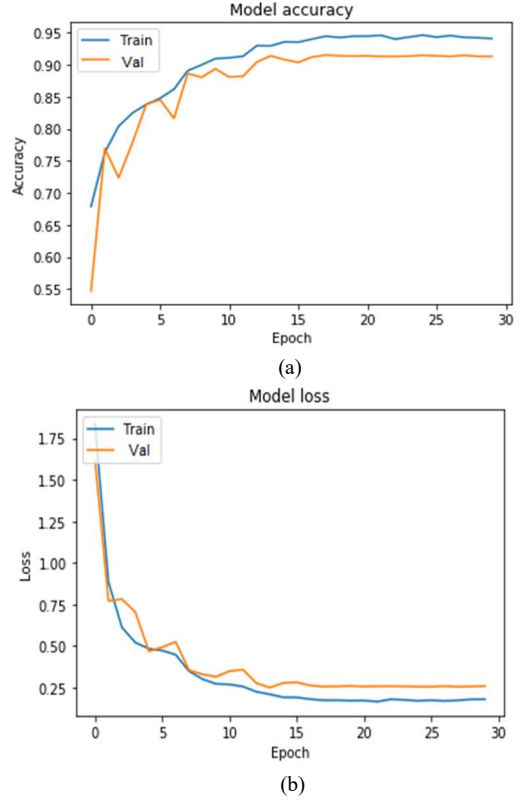 Model accuracy
0.95
0.90
0.85
0.80
0.75
0.70
0.65
0.60
0.55
Accuracy
Train
Val
0 5 10 15 20 25 30
Epoch
(a)
Model loss
1.75
1.50
1.25
1.00
0.75
0.50
0.25
Loss
Train
Val
0 5 10 15 20 25 30
Epoch
(b)